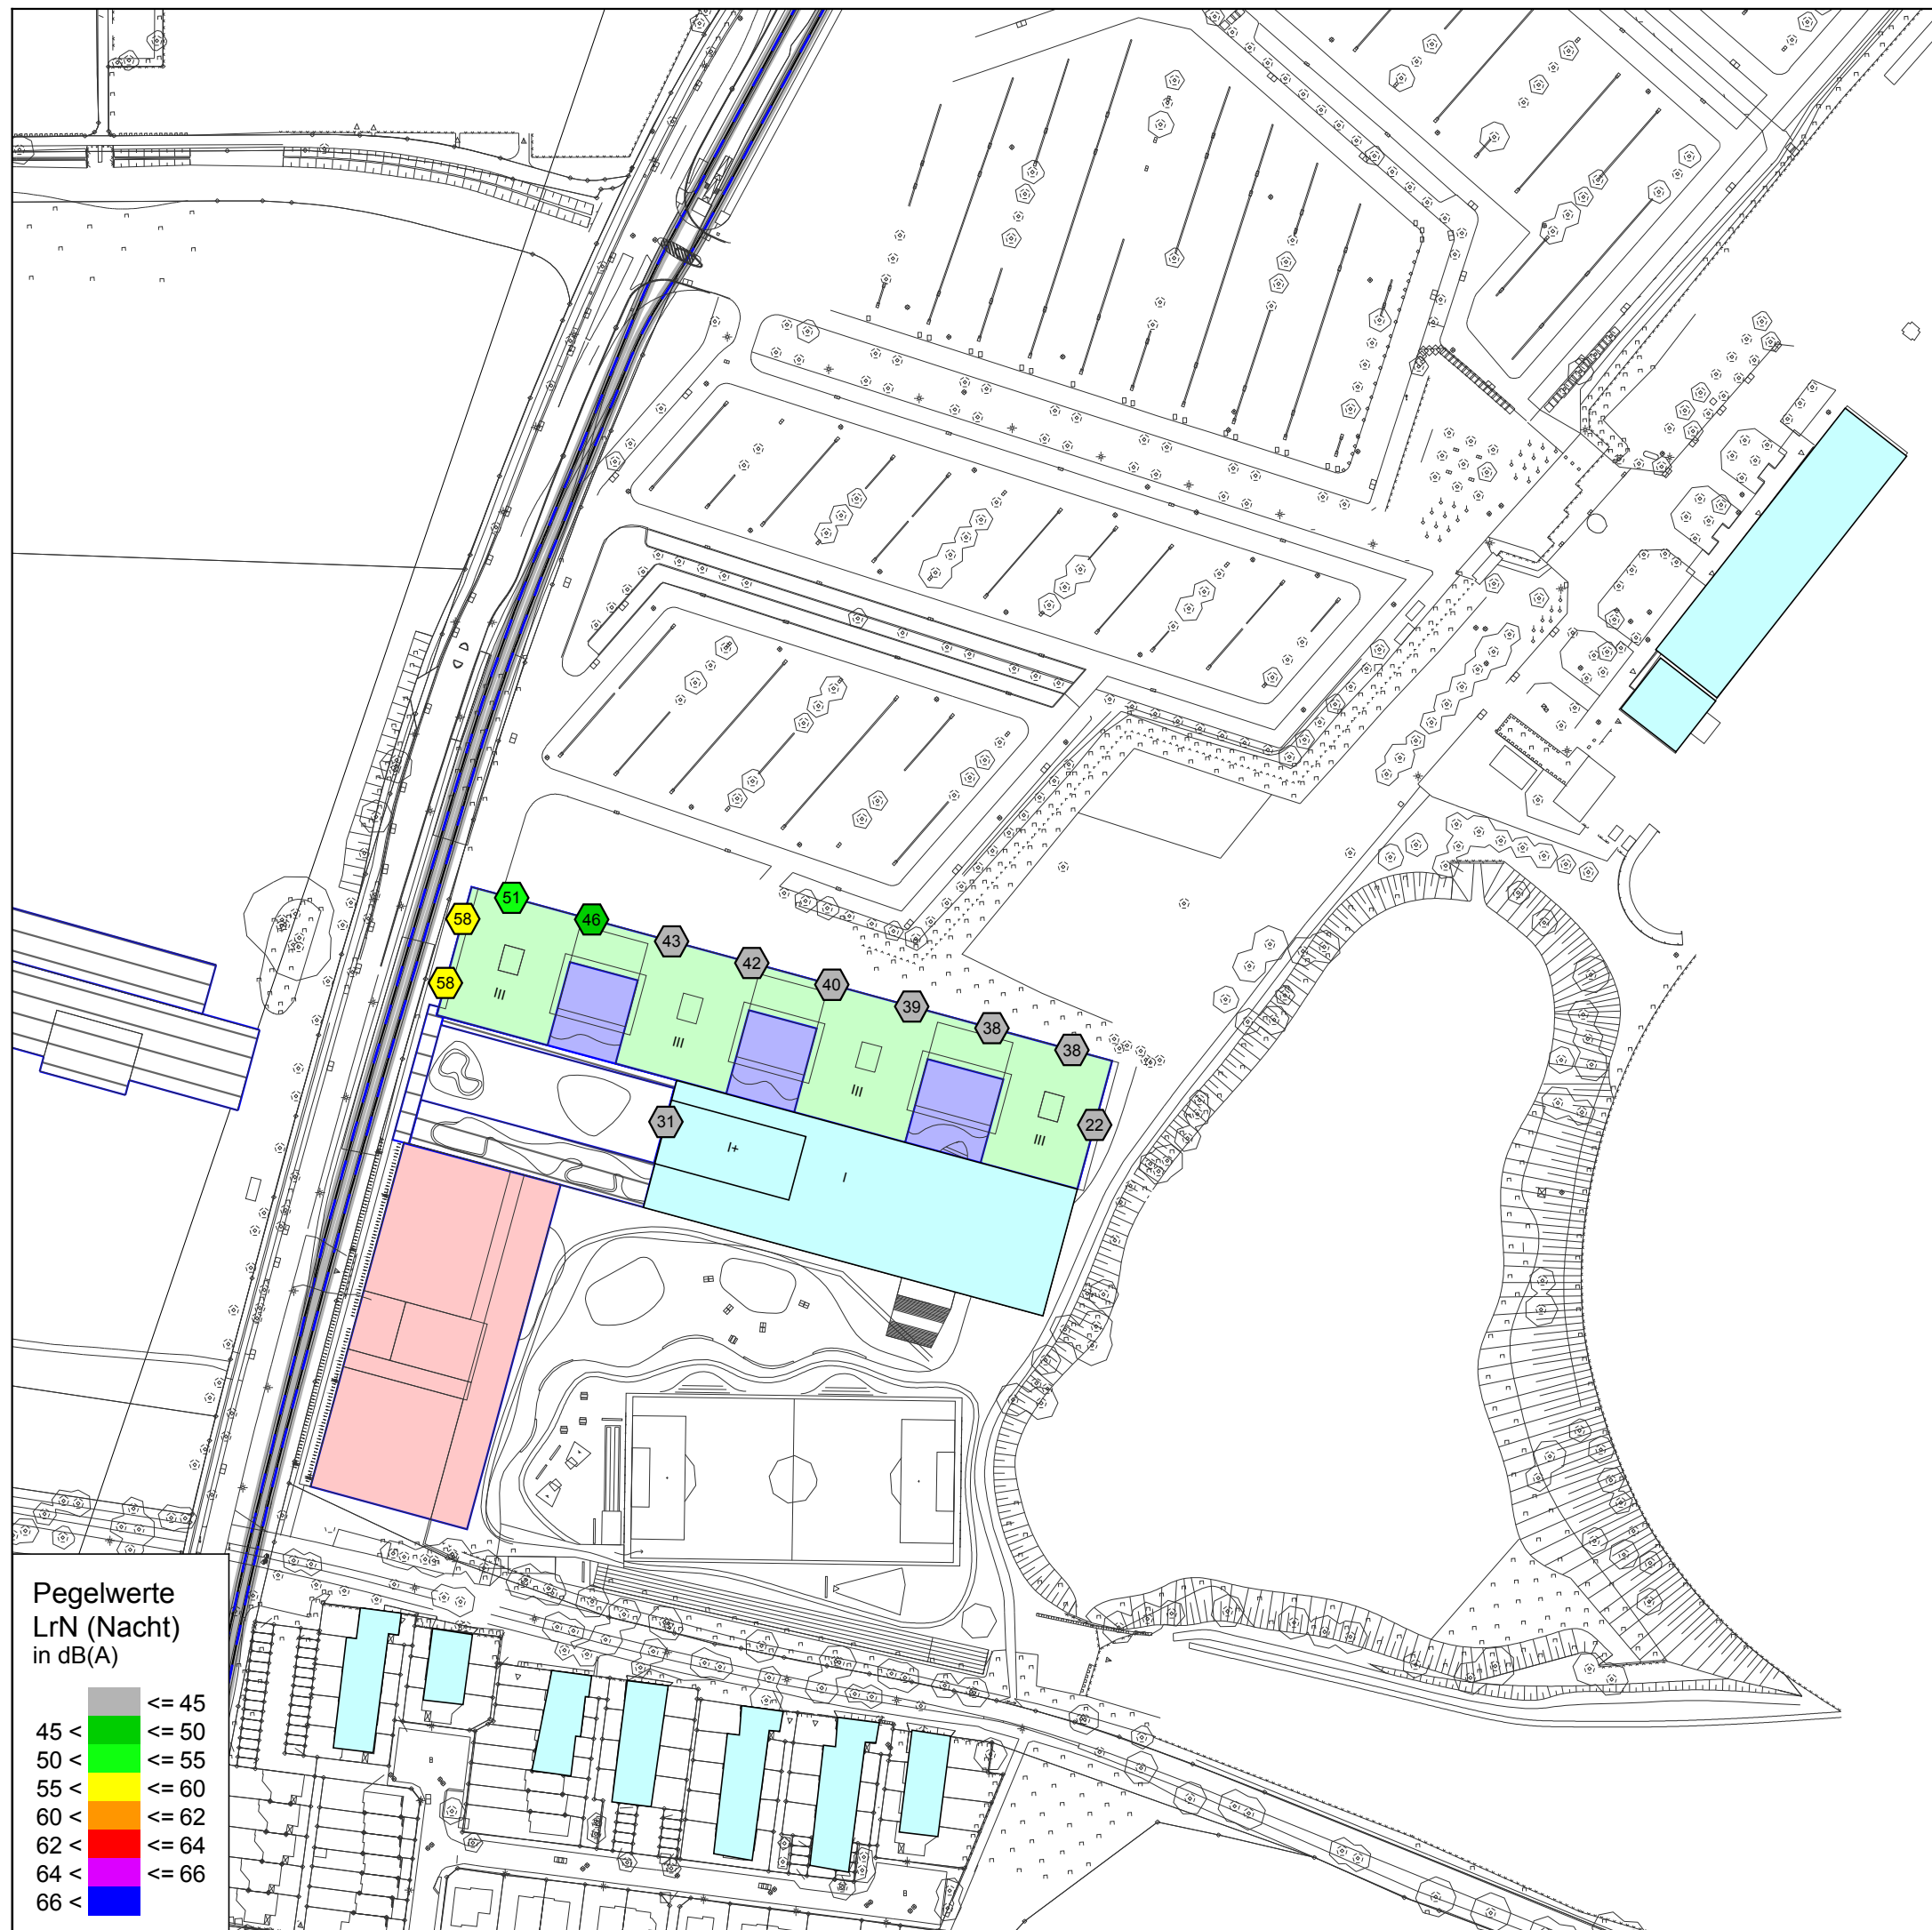 51
58
46
43
42
40
58
39
38
38
III
III
III
III
31
22
I+
I
Pegelwerte
LrN (Nacht)
in dB(A)
<= 45
45 < <= 50
50 < <= 55
55 < <= 60
60 < <= 62
62 < <= 64
64 < <= 66
66 <